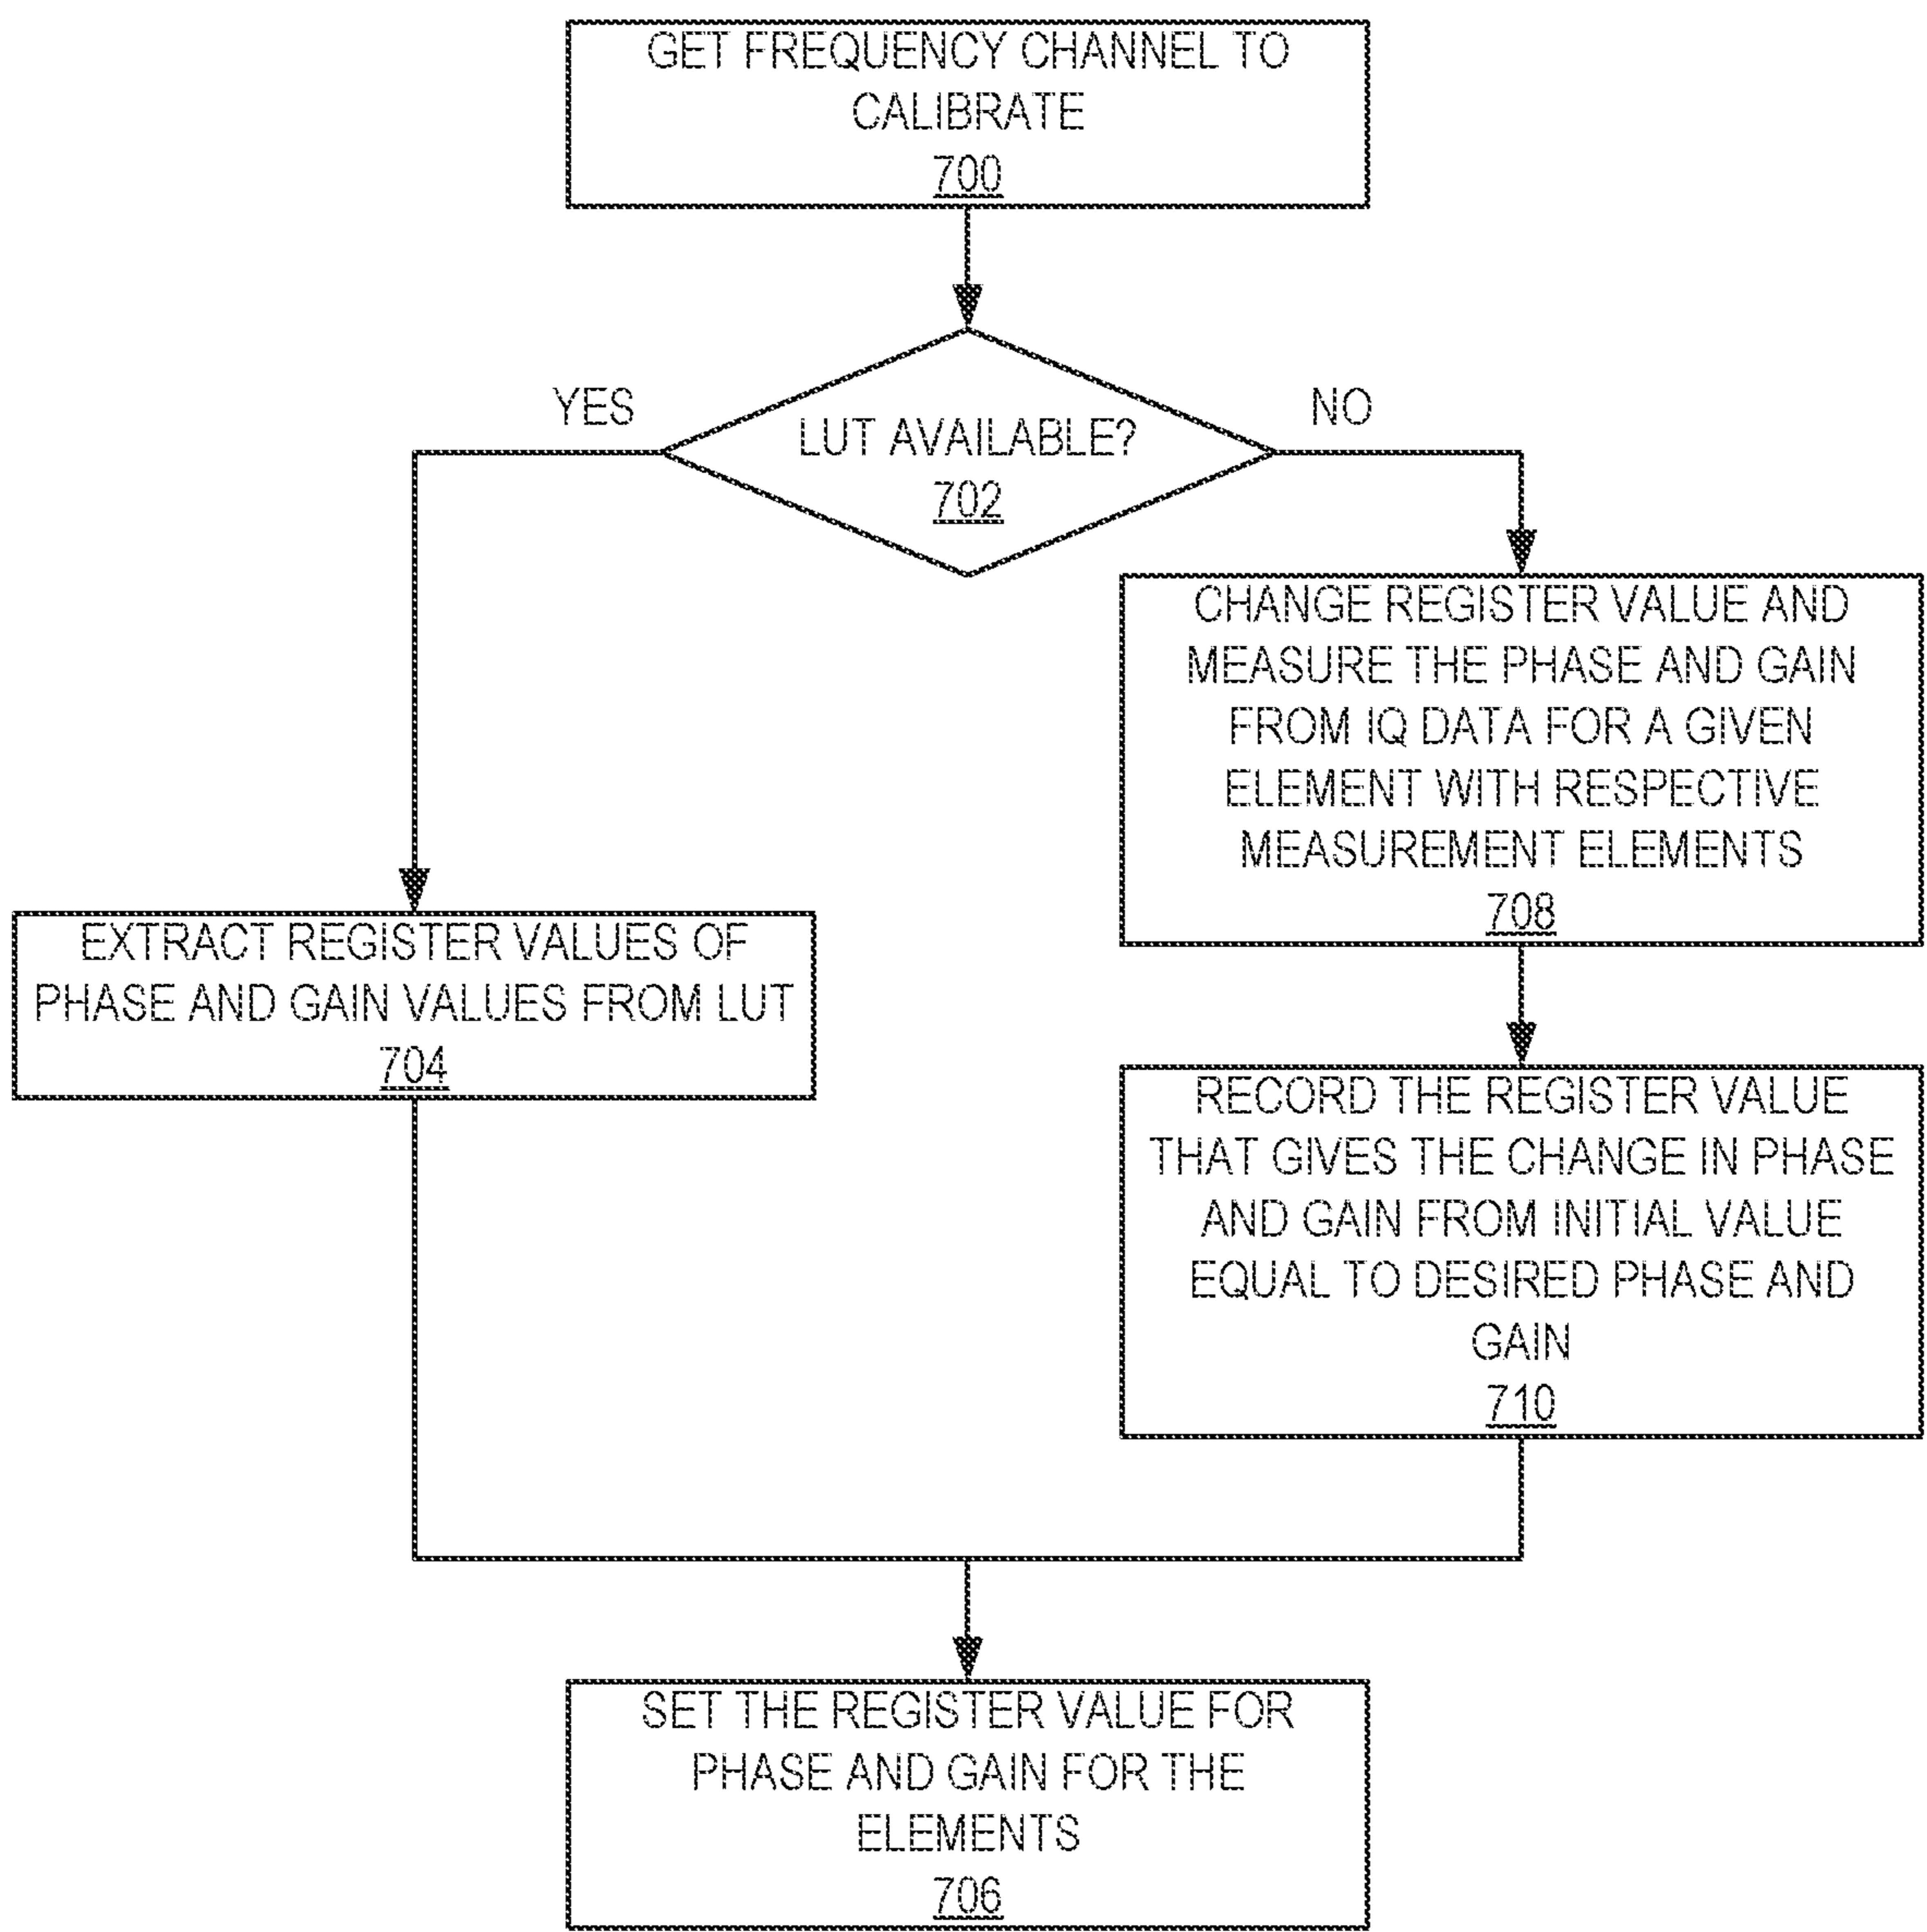 GET FREQUENCY CHANNEL TO
CALIBRATE
700
YES
NO
LUT AVAILABLE?
702
CHANGE REGISTER VALUE AND
MEASURE THE PHASE AND GAIN
FROM IQ DATA FOR A GIVEN
ELEMENT WITH RESPECTIVE
MEASUREMENT ELEMENTS
708
EXTRACT REGISTER VALUES OF
PHASE AND GAIN VALUES FROM LUT
704
RECORD THE REGISTER VALUE
THAT GIVES THE CHANGE IN PHASE
AND GAIN FROM INITIAL VALUE
EQUAL TO DESIRED PHASE AND
GAIN
710
SET THE REGISTER VALUE FOR
PHASE AND GAIN FOR THE
ELEMENTS
706